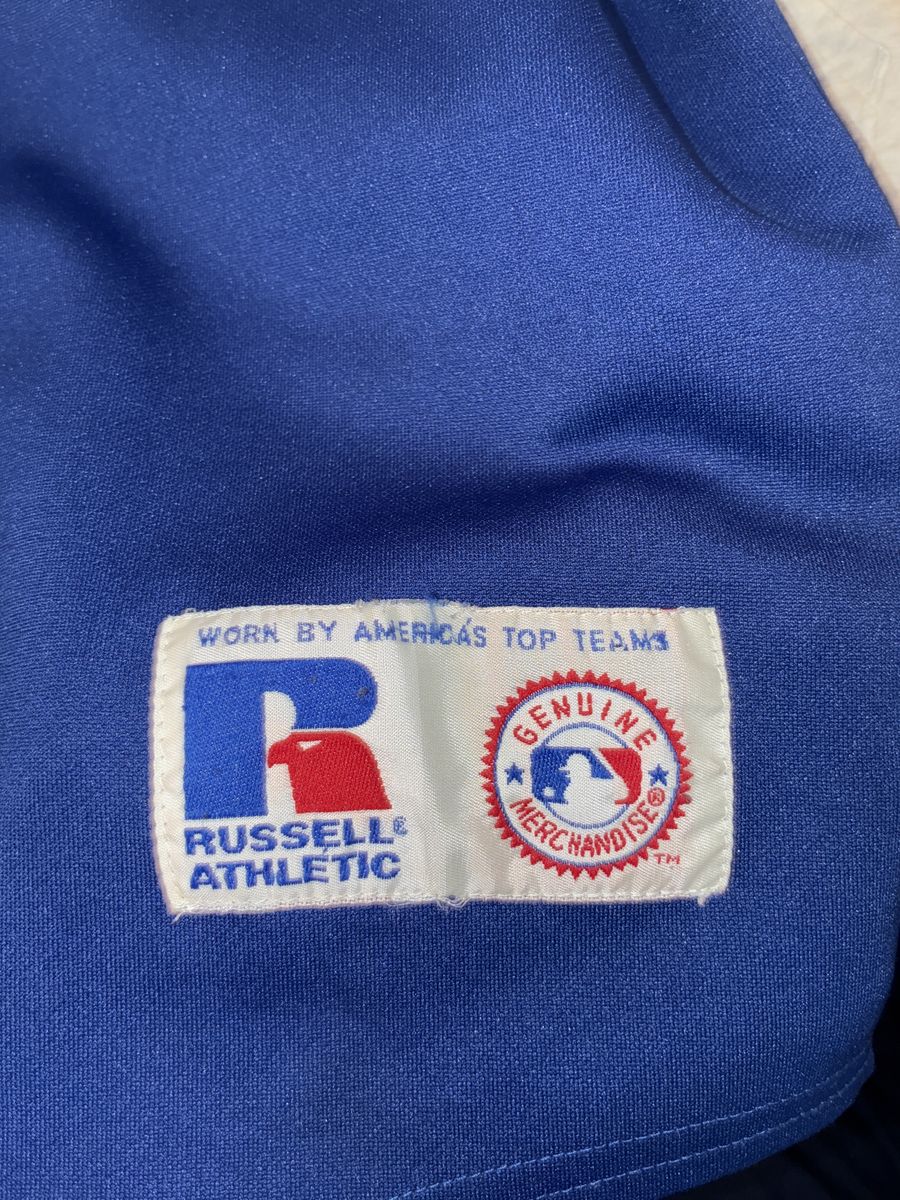 WORN BY AMERICA'S TOP TEAMS
RUSSELL®
ATHLETIC
GENUINE
MERCHANDISE®
TM